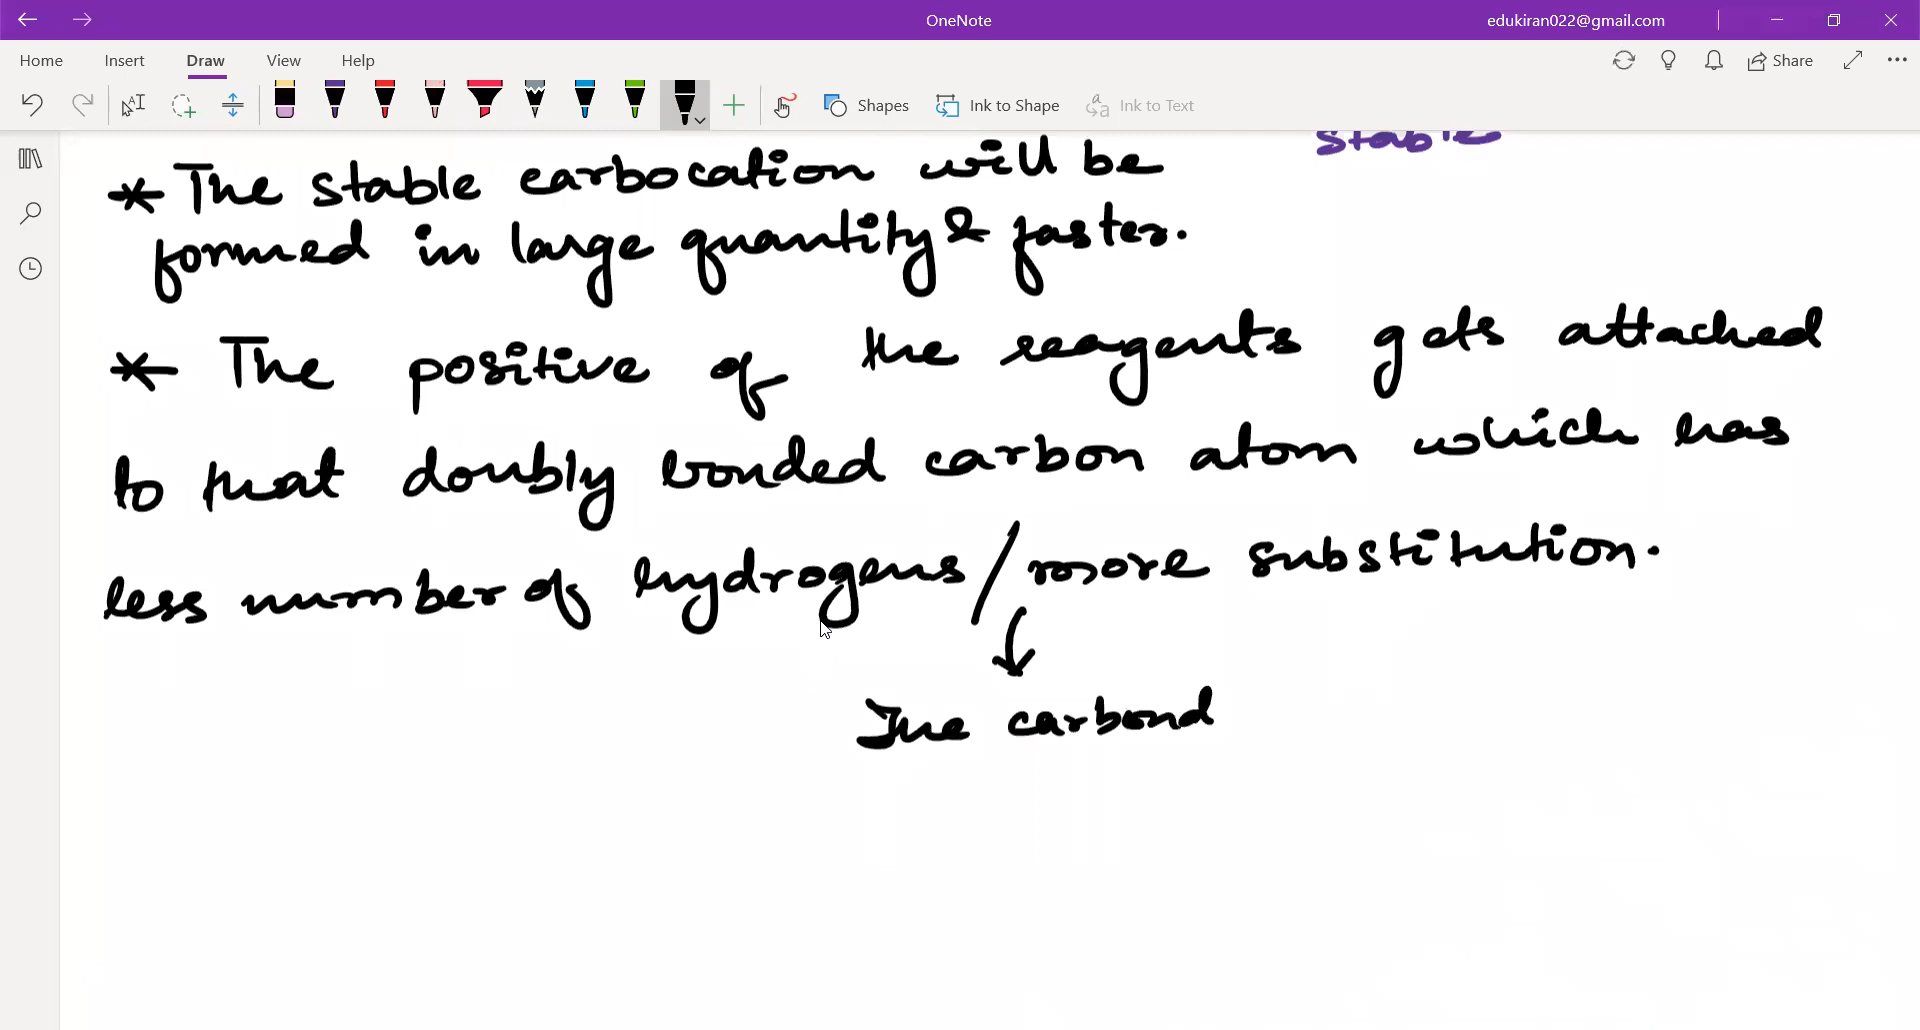 OneNote
edukiran022@gmail.com
Home Insert Draw View Help
Share
Shapes Ink to Shape Ink to Text
stable
* The stable carbocation will be
formed in large quantity & faster.
* The positive of the reagents gets attached
to that doubly bonded carbon atom which has
less number of hydrogens / more substitution.
The carbond